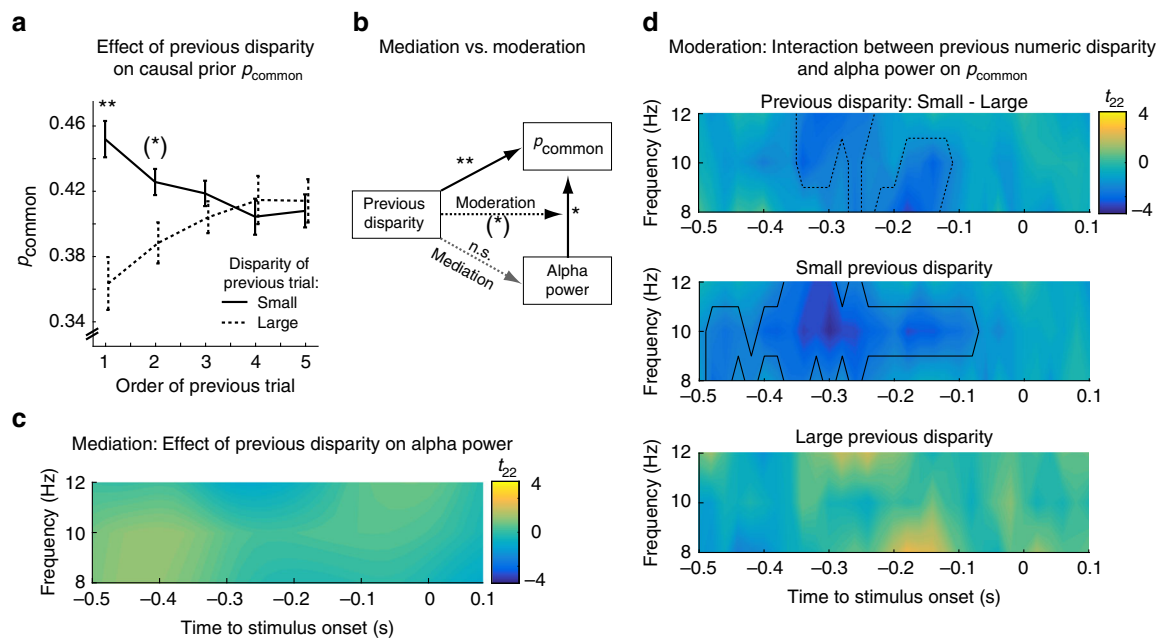 a
Effect of previous disparity
on causal prior pcommon
**
(*)
0.46
0.42
0.38
0.34
pcommon
Disparity of
previous trial:
Small
Large
1 2 3 4 5
Order of previous trial
b
Mediation vs. moderation
pcommon
**
Previous
disparity
Moderation
(*)
*
n.s.
Mediation
Alpha
power
c
Mediation: Effect of previous disparity on alpha power
Frequency (Hz)
12
10
8
t22
4
0
−4
−0.5 −0.4 −0.3 −0.2 −0.1 0 0.1
Time to stimulus onset (s)
d
Moderation: Interaction between previous numeric disparity
and alpha power on pcommon
Previous disparity: Small - Large
t22
4
0
−4
Frequency (Hz)
12
10
8
−0.5 −0.4 −0.3 −0.2 −0.1 0 0.1
Small previous disparity
Frequency (Hz)
12
10
8
−0.5 −0.4 −0.3 −0.2 −0.1 0 0.1
Large previous disparity
Frequency (Hz)
12
10
8
−0.5 −0.4 −0.3 −0.2 −0.1 0 0.1
Time to stimulus onset (s)